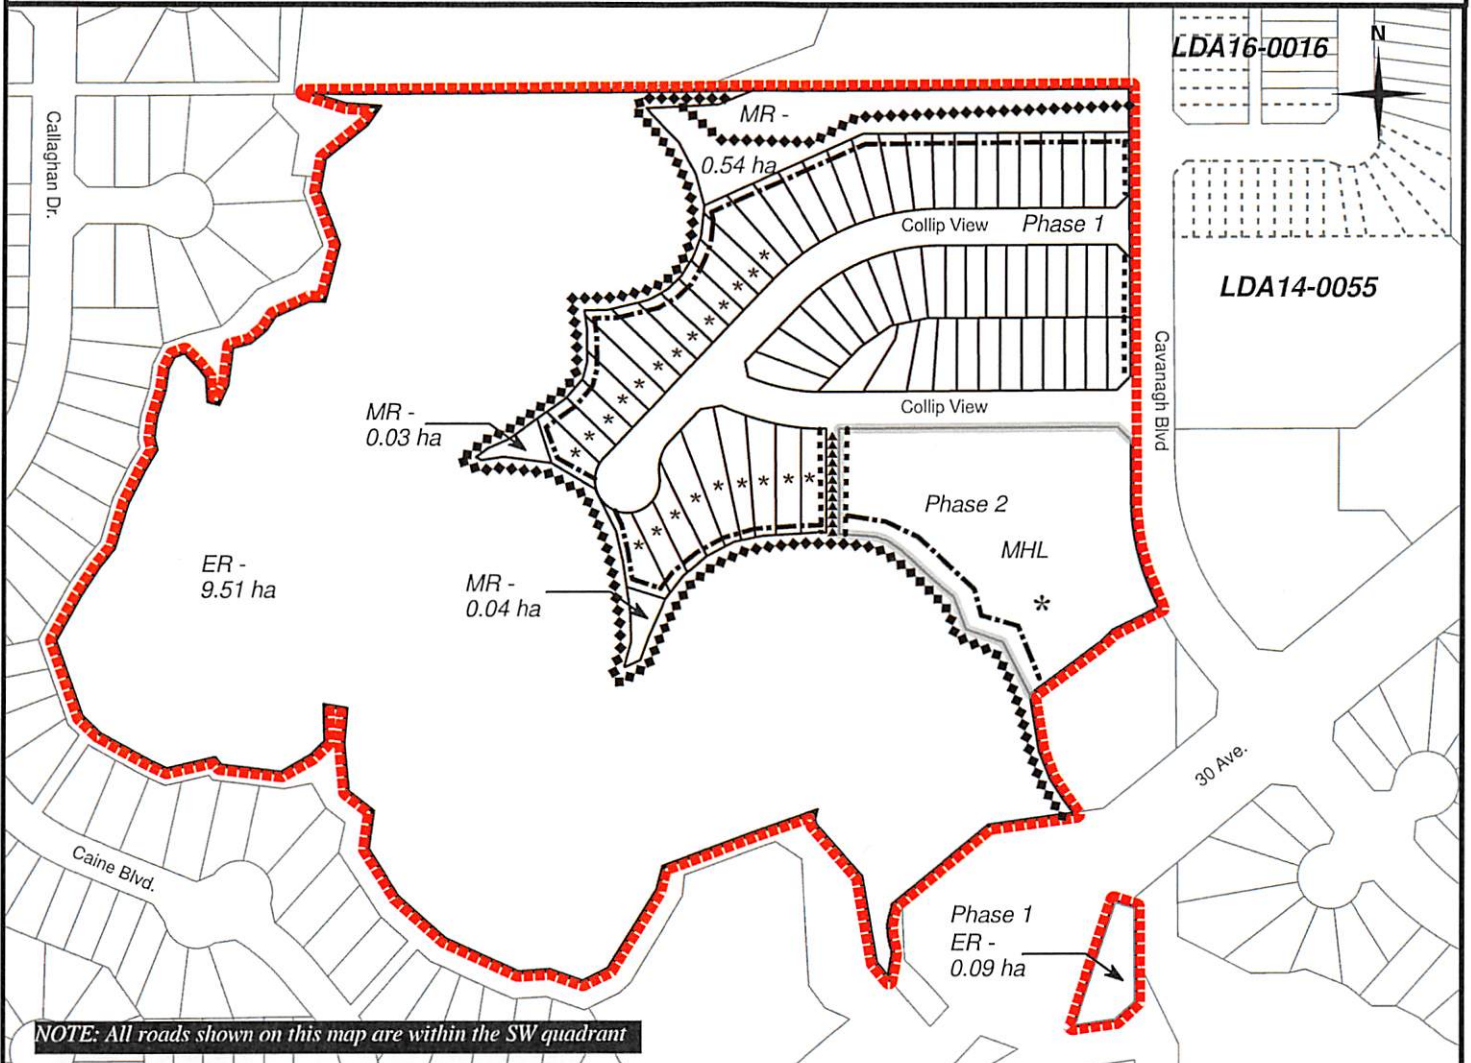 LDA16-0016
N
MR -
0.54 ha
Callaghan Dr.
Collip View
Phase 1
LDA14-0055
Cavanagh Blvd
MR -
0.03 ha
Collip View
Phase 2
MHL
*
ER -
9.51 ha
MR -
0.04 ha
30 Ave.
Caine Blvd.
Phase 1
ER -
0.09 ha
NOTE: All roads shown on this map are within the SW quadrant